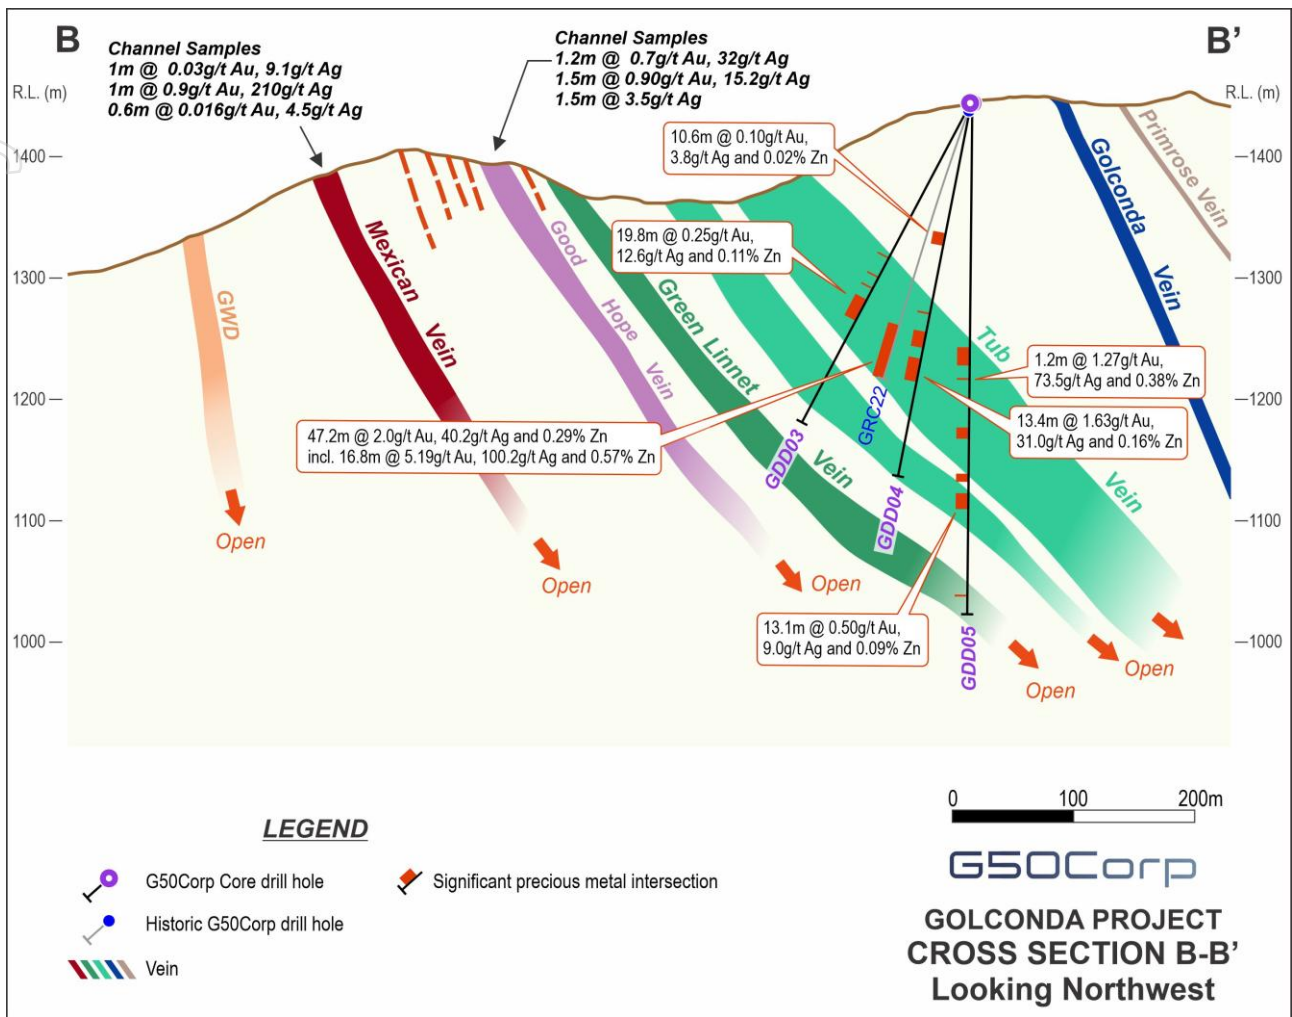 B
B’
Channel Samples
1m @ 0.03g/t Au, 9.1g/t Ag
1m @ 0.9g/t Au, 210g/t Ag
0.6m @ 0.016g/t Au, 4.5g/t Ag
Channel Samples
1.2m @ 0.7g/t Au, 32g/t Ag
1.5m @ 0.90g/t Au, 15.2g/t Ag
1.5m @ 3.5g/t Ag
R.L. (m)
R.L. (m)
1400
1300
1200
1100
1000
1400
1300
1200
1100
1000
10.6m @ 0.10g/t Au,
3.8g/t Ag and 0.02% Zn
19.8m @ 0.25g/t Au,
12.6g/t Ag and 0.11% Zn
47.2m @ 2.0g/t Au, 40.2g/t Ag and 0.29% Zn
incl. 16.8m @ 5.19g/t Au, 100.2g/t Ag and 0.57% Zn
1.2m @ 1.27g/t Au,
73.5g/t Ag and 0.38% Zn
13.4m @ 1.63g/t Au,
31.0g/t Ag and 0.16% Zn
13.1m @ 0.50g/t Au,
9.0g/t Ag and 0.09% Zn
GWD
Mexican Vein
Good Hope Vein
Green Linnet Vein
Tub Vein
Golconda Vein
Primrose Vein
GDD03
GRC22
GDD04
GDD05
Open
Open
Open
Open
Open
0 100 200m
LEGEND
G50Corp Core drill hole
Historic G50Corp drill hole
Vein
Significant precious metal intersection
G50Corp
GOLCONDA PROJECT
CROSS SECTION B-B’
Looking Northwest